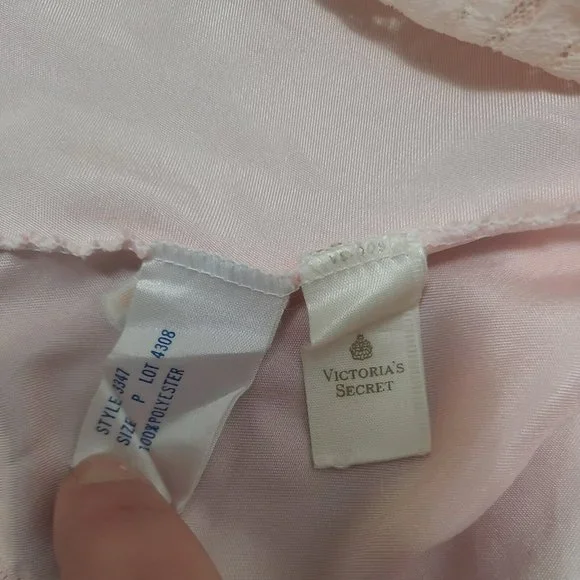 STYLE 3347
SIZE P LOT 4308
100%POLYESTER
VICTORIA'S
SECRET